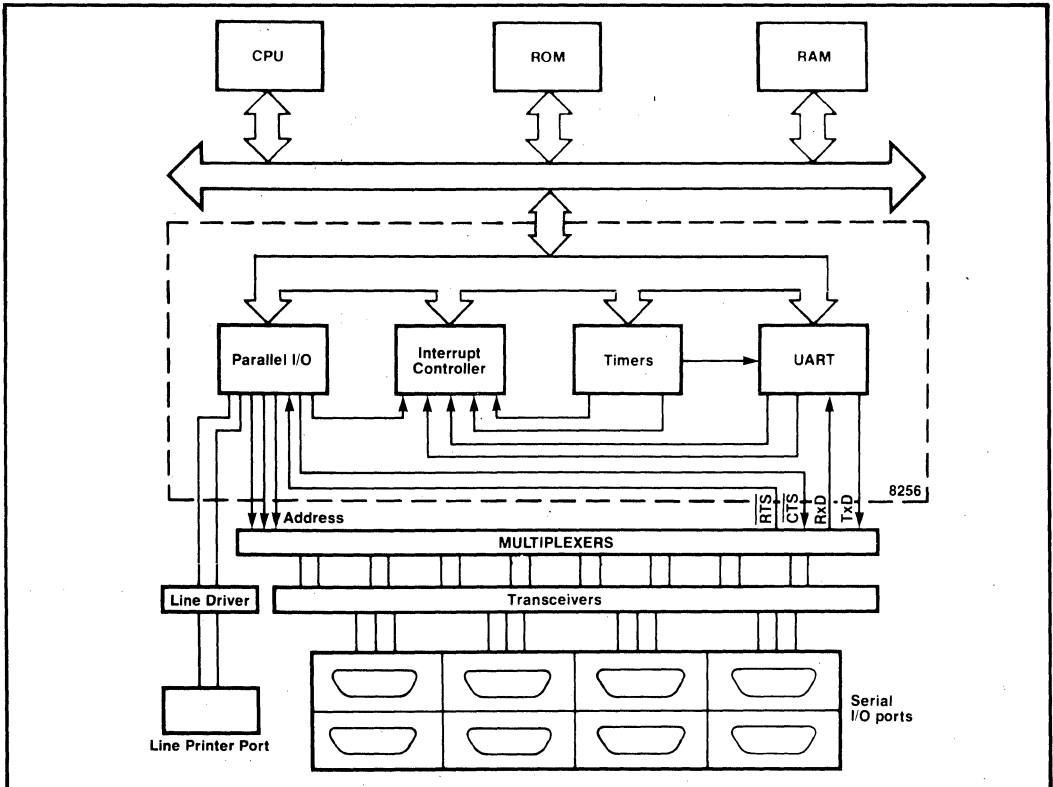 CPU
ROM
RAM
Parallel I/O
Interrupt
Controller
Timers
UART
8256
Address
RTS
CTS
RxD
TxD
MULTIPLEXERS
Line Driver
Transceivers
Serial
I/O ports
Line Printer Port